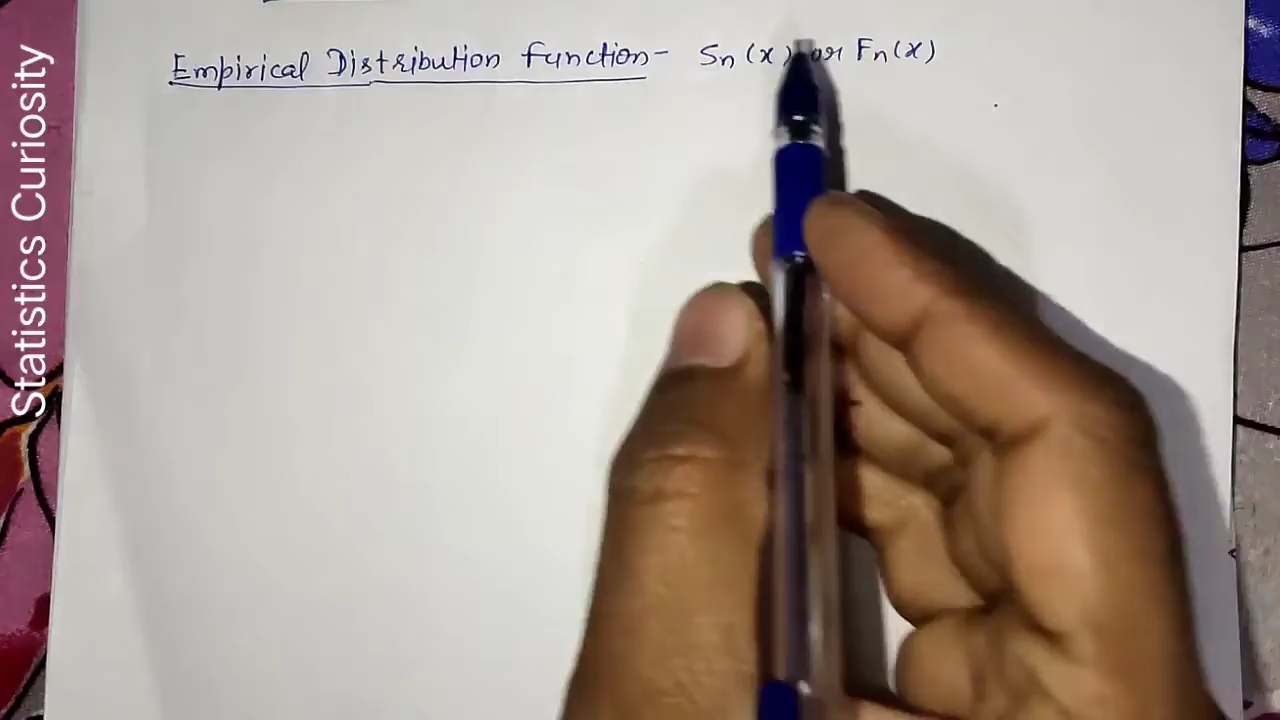 Empirical Distribution Function- Sn(x) or Fn(x)
Statistics Curiosity